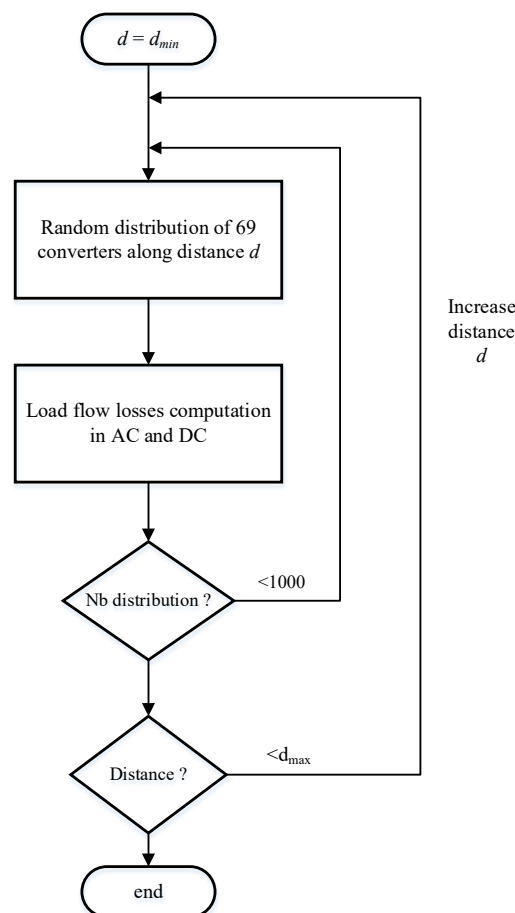 d = dmin
Random distribution of 69
converters along distance d
Increase
distance
d
Load flow losses computation
in AC and DC
<1000
Nb distribution ?
<dmax
Distance ?
end